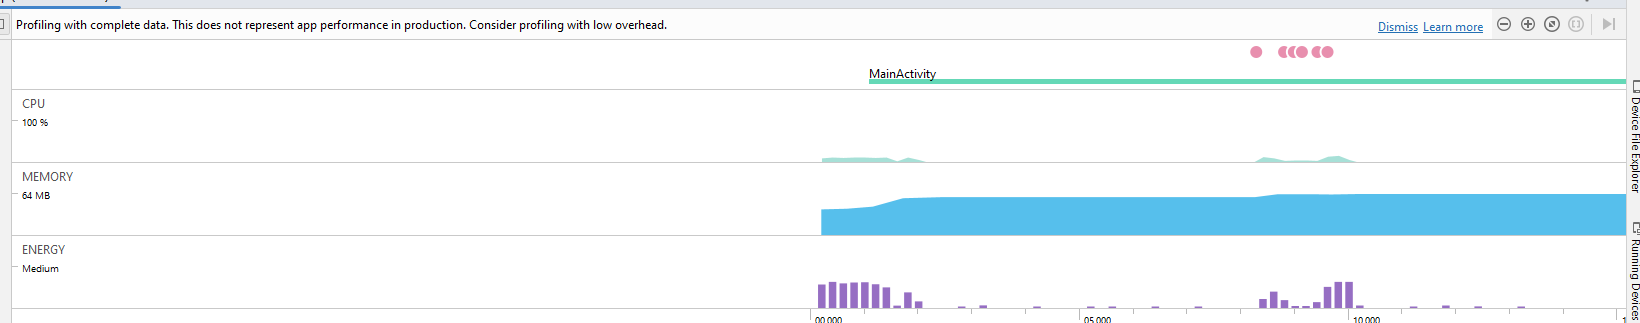 Profiling with complete data. This does not represent app performance in production. Consider profiling with low overhead.
Dismiss Learn more
MainActivity
CPU
100 %
MEMORY
64 MB
ENERGY
Medium
00.000
05.000
10.000
Device File Explorer
Running Devices